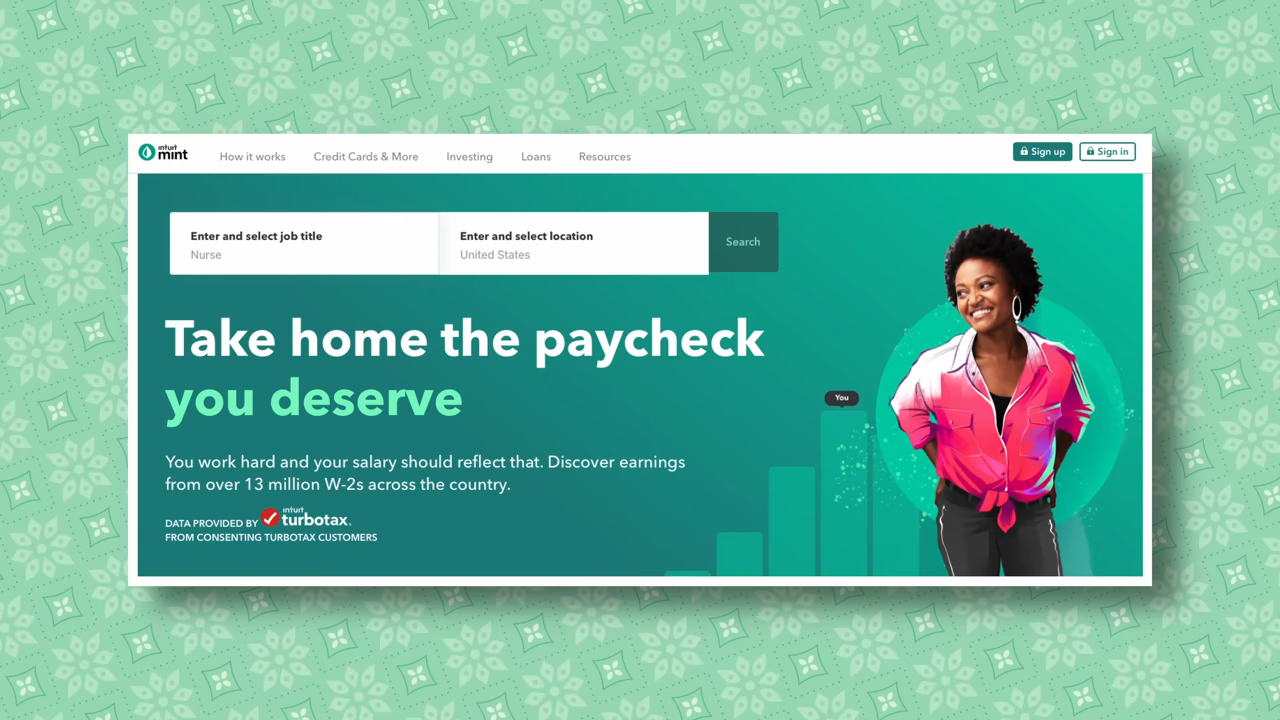 intuit
mint
How it works
Credit Cards & More
Investing
Loans
Resources
Sign up
Sign in
Enter and select job title
Nurse
Enter and select location
United States
Search
Take home the paycheck
you deserve
You work hard and your salary should reflect that. Discover earnings
from over 13 million W-2s across the country.
DATA PROVIDED BY intuit turbotax.
FROM CONSENTING TURBOTAX CUSTOMERS
You